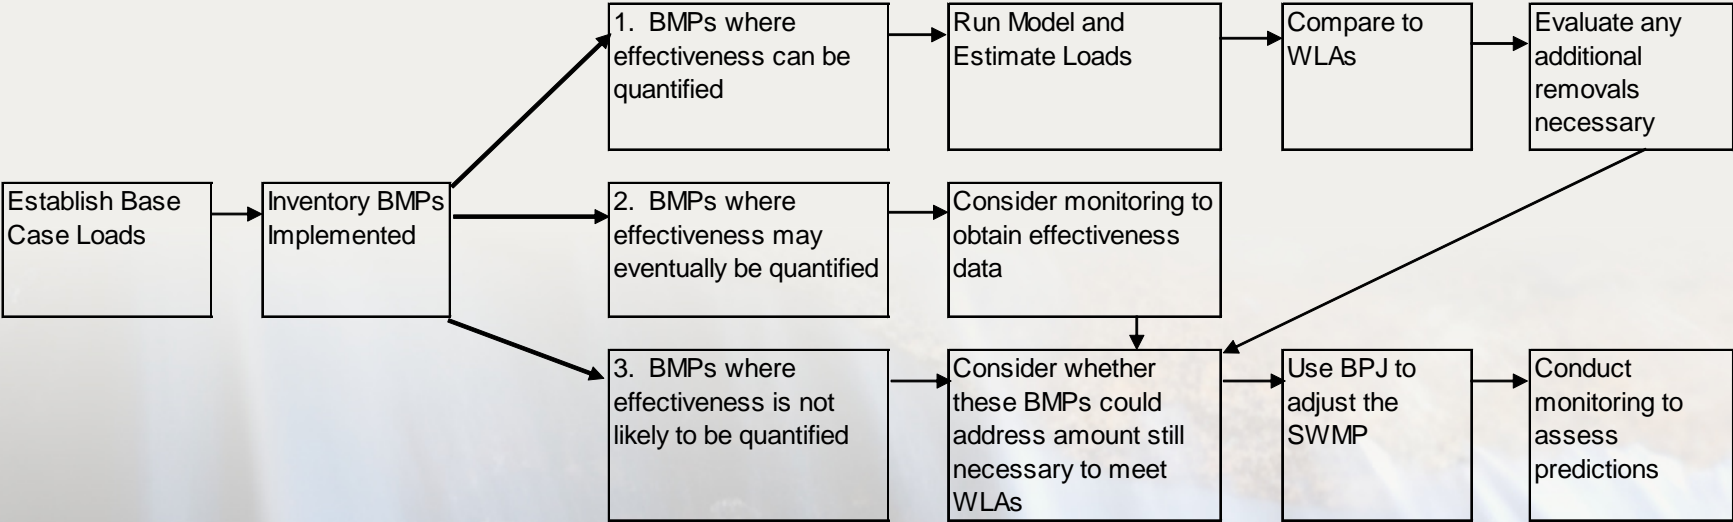 1. BMPs where
effectiveness can be
quantified
Run Model and
Estimate Loads
Compare to
WLAs
Evaluate any
additional
removals
necessary
Establish Base
Case Loads
Inventory BMPs
Implemented
2. BMPs where
effectiveness may
eventually be quantified
Consider monitoring to
obtain effectiveness
data
3. BMPs where
effectiveness is not
likely to be quantified
Consider whether
these BMPs could
address amount still
necessary to meet
WLAs
Use BPJ to
adjust the
SWMP
Conduct
monitoring to
assess
predictions